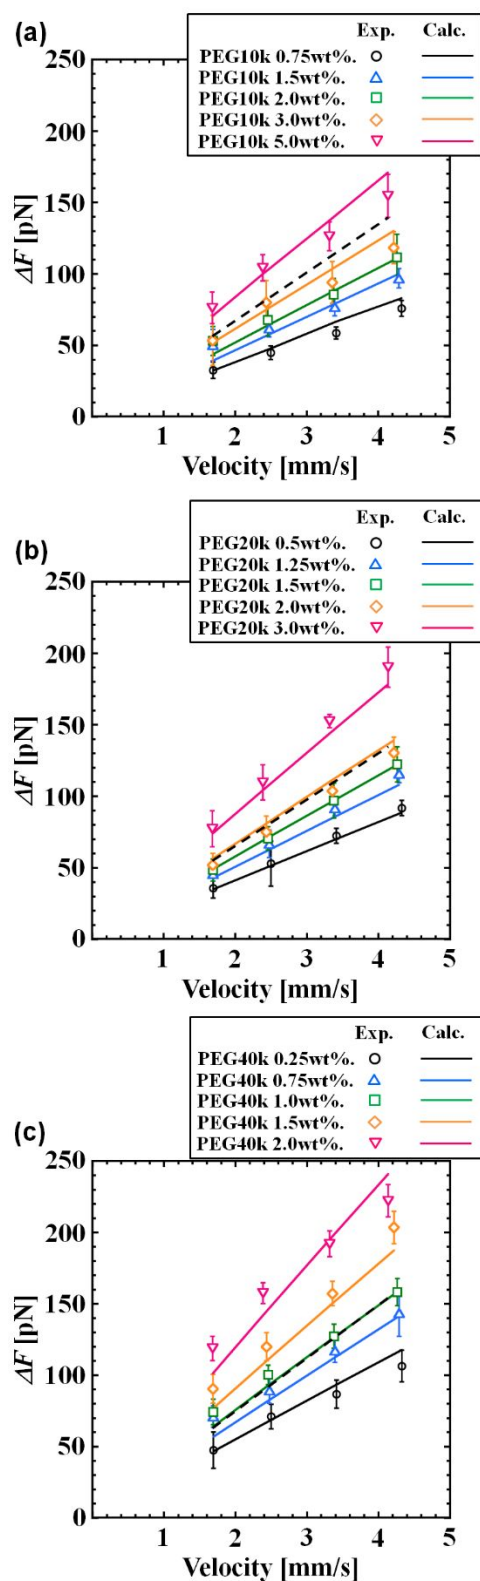 (a)
Exp. Calc.
PEG10k 0.75wt%.
PEG10k 1.5wt%.
PEG10k 2.0wt%.
PEG10k 3.0wt%.
PEG10k 5.0wt%.
250
200
150
100
50
0
ΔF [pN]
1 2 3 4 5
Velocity [mm/s]
(b)
Exp. Calc.
PEG20k 0.5wt%.
PEG20k 1.25wt%.
PEG20k 1.5wt%.
PEG20k 2.0wt%.
PEG20k 3.0wt%.
250
200
150
100
50
0
ΔF [pN]
1 2 3 4 5
Velocity [mm/s]
(c)
Exp. Calc.
PEG40k 0.25wt%.
PEG40k 0.75wt%.
PEG40k 1.0wt%.
PEG40k 1.5wt%.
PEG40k 2.0wt%.
250
200
150
100
50
0
ΔF [pN]
1 2 3 4 5
Velocity [mm/s]